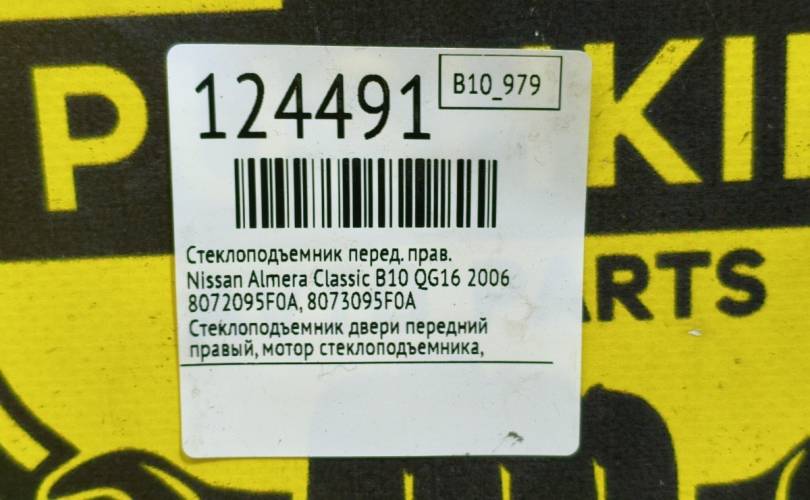 124491
B10_979
Стеклоподъемник перед. прав.
Nissan Almera Classic B10 QG16 2006
8072095F0A, 8073095F0A
Стеклоподъемник двери передний
правый, мотор стеклоподъемника,